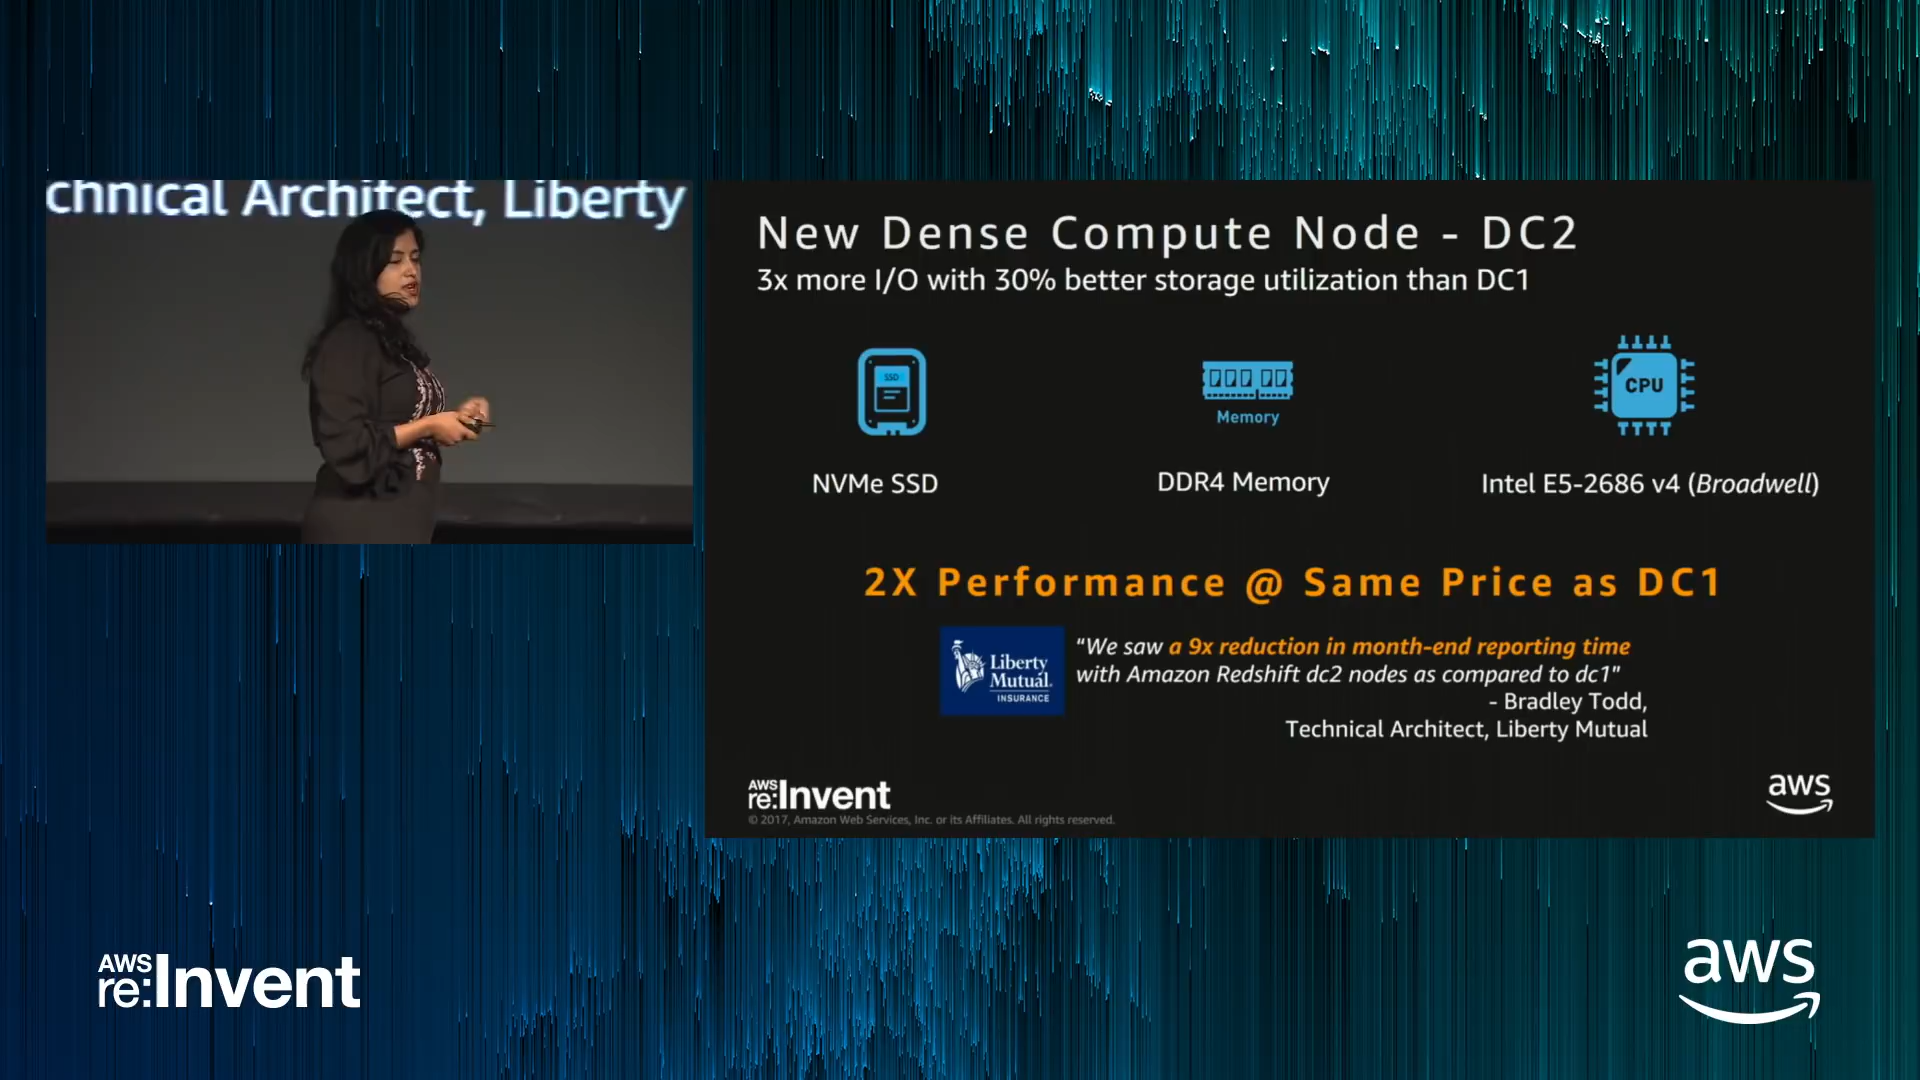 chnical Architect, Liberty
New Dense Compute Node - DC2
3x more I/O with 30% better storage utilization than DC1
SSD
Memory
CPU
NVMe SSD
DDR4 Memory
Intel E5-2686 v4 (Broadwell)
2X Performance @ Same Price as DC1
Liberty
Mutual.
INSURANCE
“We saw a 9x reduction in month-end reporting time
with Amazon Redshift dc2 nodes as compared to dc1”
- Bradley Todd,
Technical Architect, Liberty Mutual
AWS
re:Invent
© 2017, Amazon Web Services, Inc. or its Affiliates. All rights reserved.
aws
AWS
re:Invent
aws